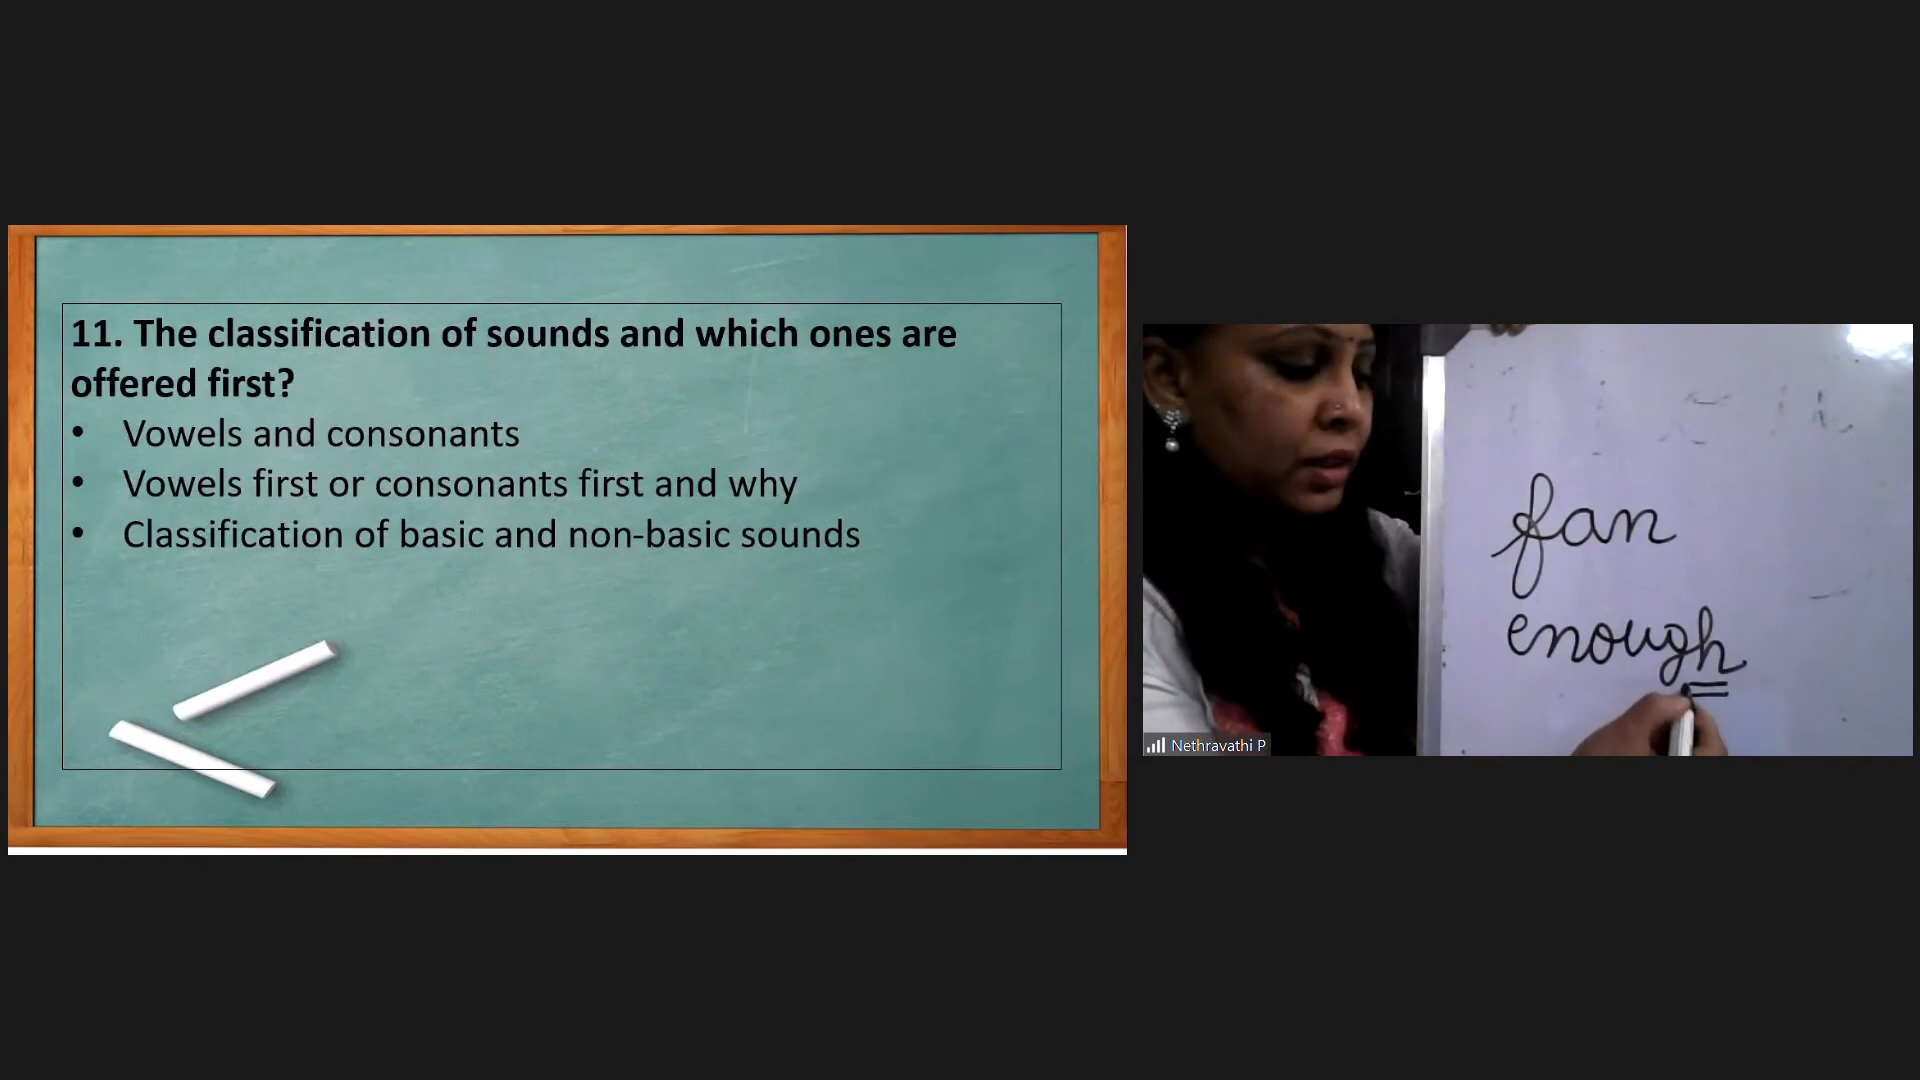 11. The classification of sounds and which ones are
offered first?
• Vowels and consonants
• Vowels first or consonants first and why
• Classification of basic and non-basic sounds
fan
enough
Nethravathi P